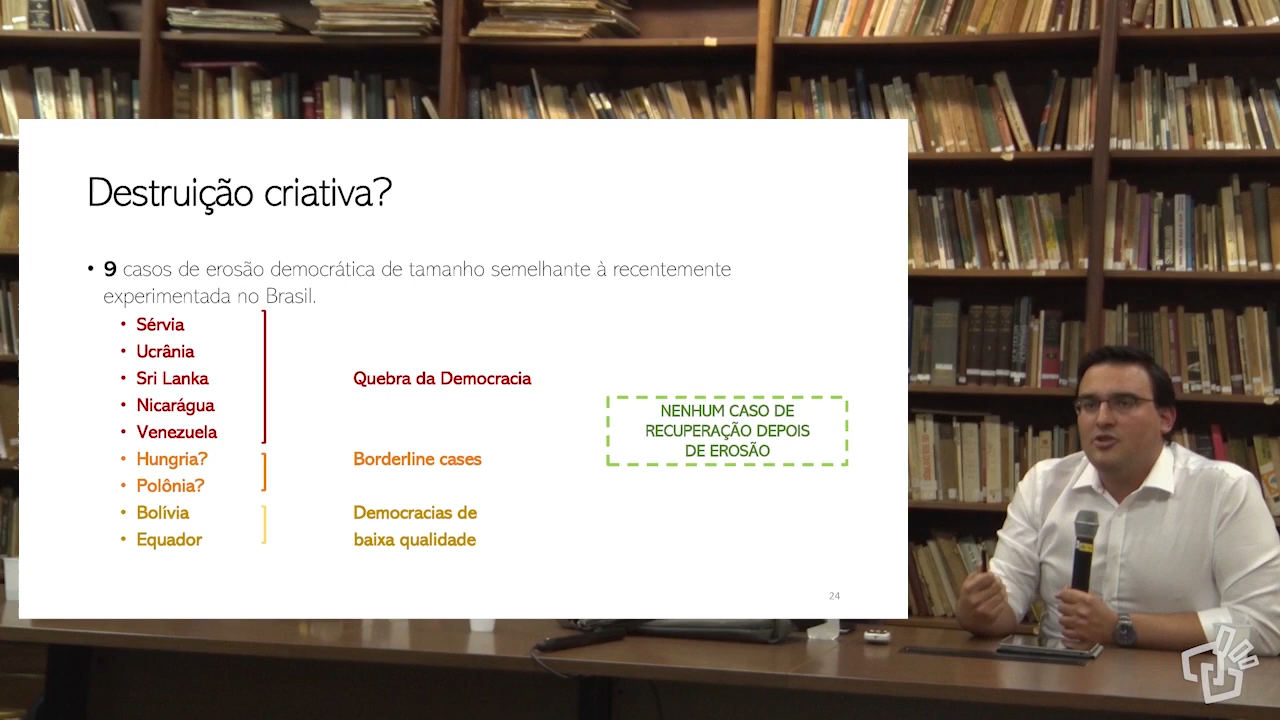 Destruição criativa?
• 9 casos de erosão democrática de tamanho semelhante à recentemente
experimentada no Brasil.
• Sérvia
• Ucrânia
• Sri Lanka
• Nicarágua
• Venezuela
• Hungria?
• Polônia?
• Bolívia
• Equador
Quebra da Democracia
Borderline cases
Democracias de
baixa qualidade
NENHUM CASO DE
RECUPERAÇÃO DEPOIS
DE EROSÃO
24